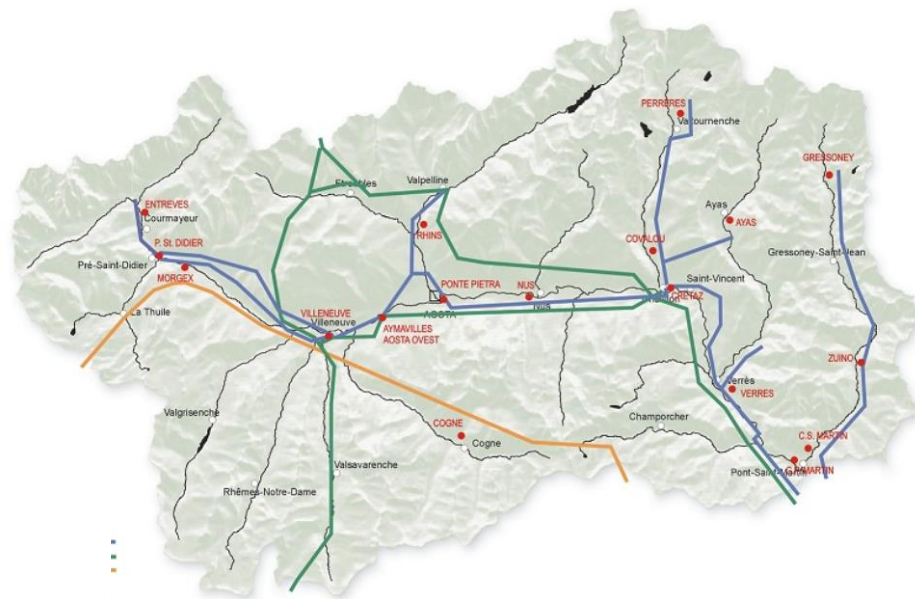 PERRERES
Valtournenche
GRESSONEY
Etroubles
Valpelline
ENTREVES
Courmayeur
Ayas
AYAS
RHINS
P. St. DIDIER
COVALOU
Gressoney-Saint-Jean
Pré-Saint-Didier
MORGEX
Saint-Vincent
CRETAZ
PONTE PIETRA
NUS
Nus
La Thuile
VILLENEUVE
Villeneuve
AOSTA
AYMAVILLES
AOSTA OVEST
ZUINO
Verrès
VERRES
Valgrisenche
Champorcher
COGNE
Cogne
C.S. MARTIN
Valsavarenche
Pont-Saint-Martin
Rhêmes-Notre-Dame